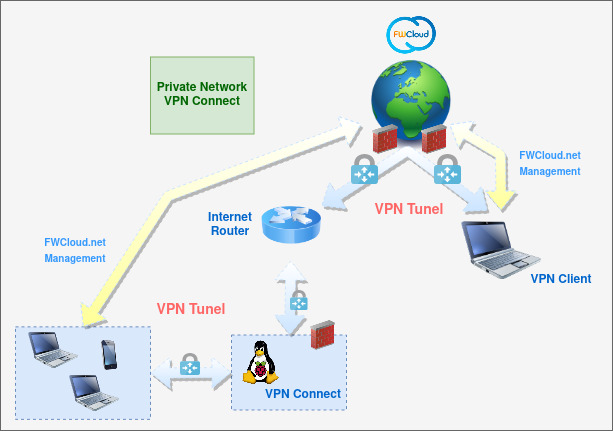 FWCloud
Private Network
VPN Connect
FWCloud.net
Management
VPN Tunel
Internet
Router
VPN Client
FWCloud.net
Management
VPN Tunel
VPN Connect